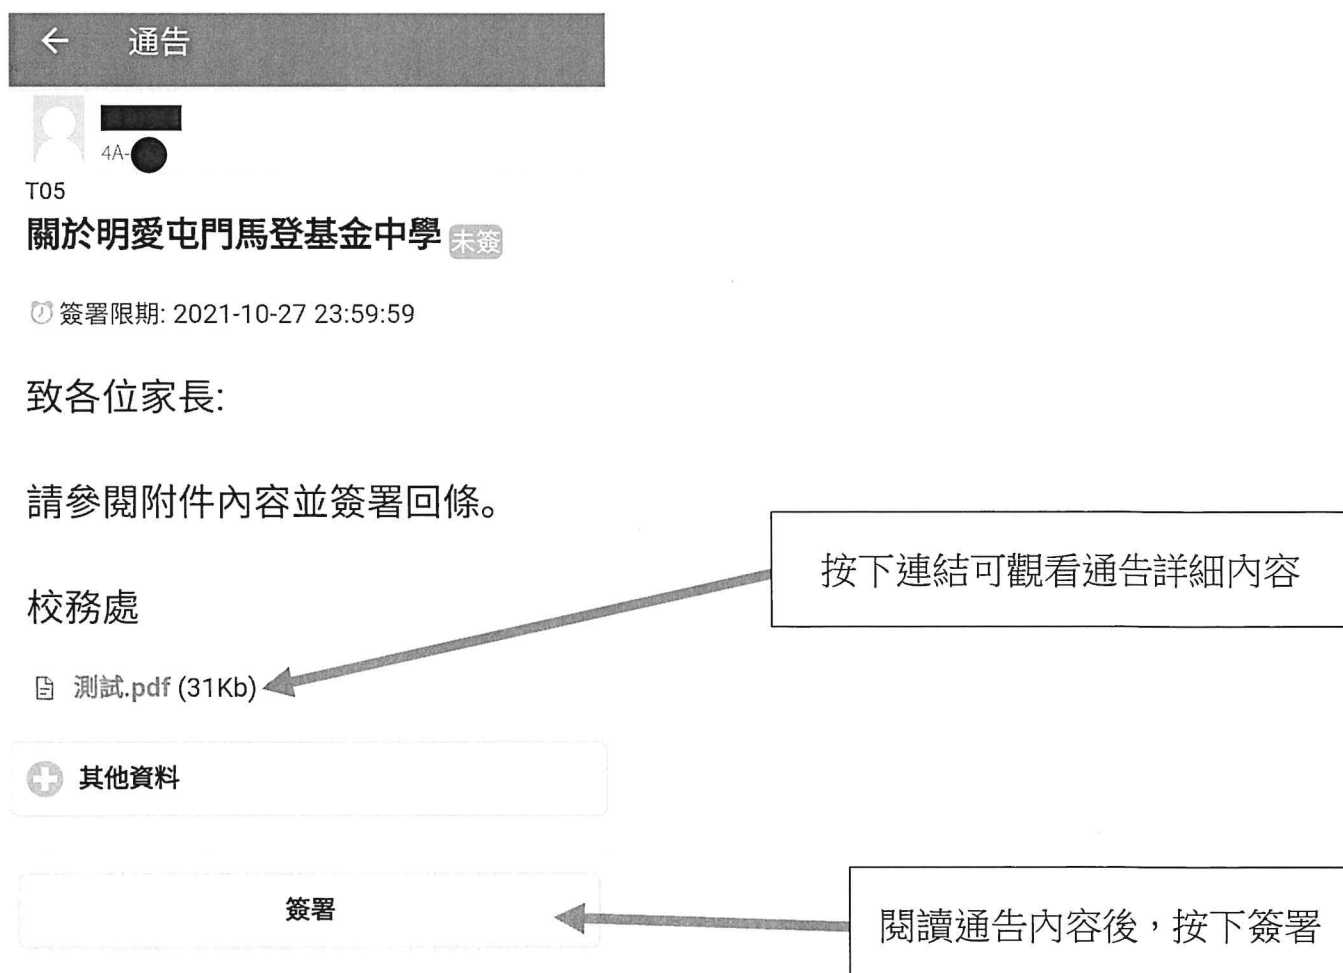 ← 通告
4A-
T05
關於明愛屯門馬登基金中學 未簽
簽署限期: 2021-10-27 23:59:59
致各位家長:
請參閱附件內容並簽署回條。
按下連結可觀看通告詳細內容
校務處
測試.pdf (31Kb)
其他資料
簽署
閱讀通告內容後，按下簽署